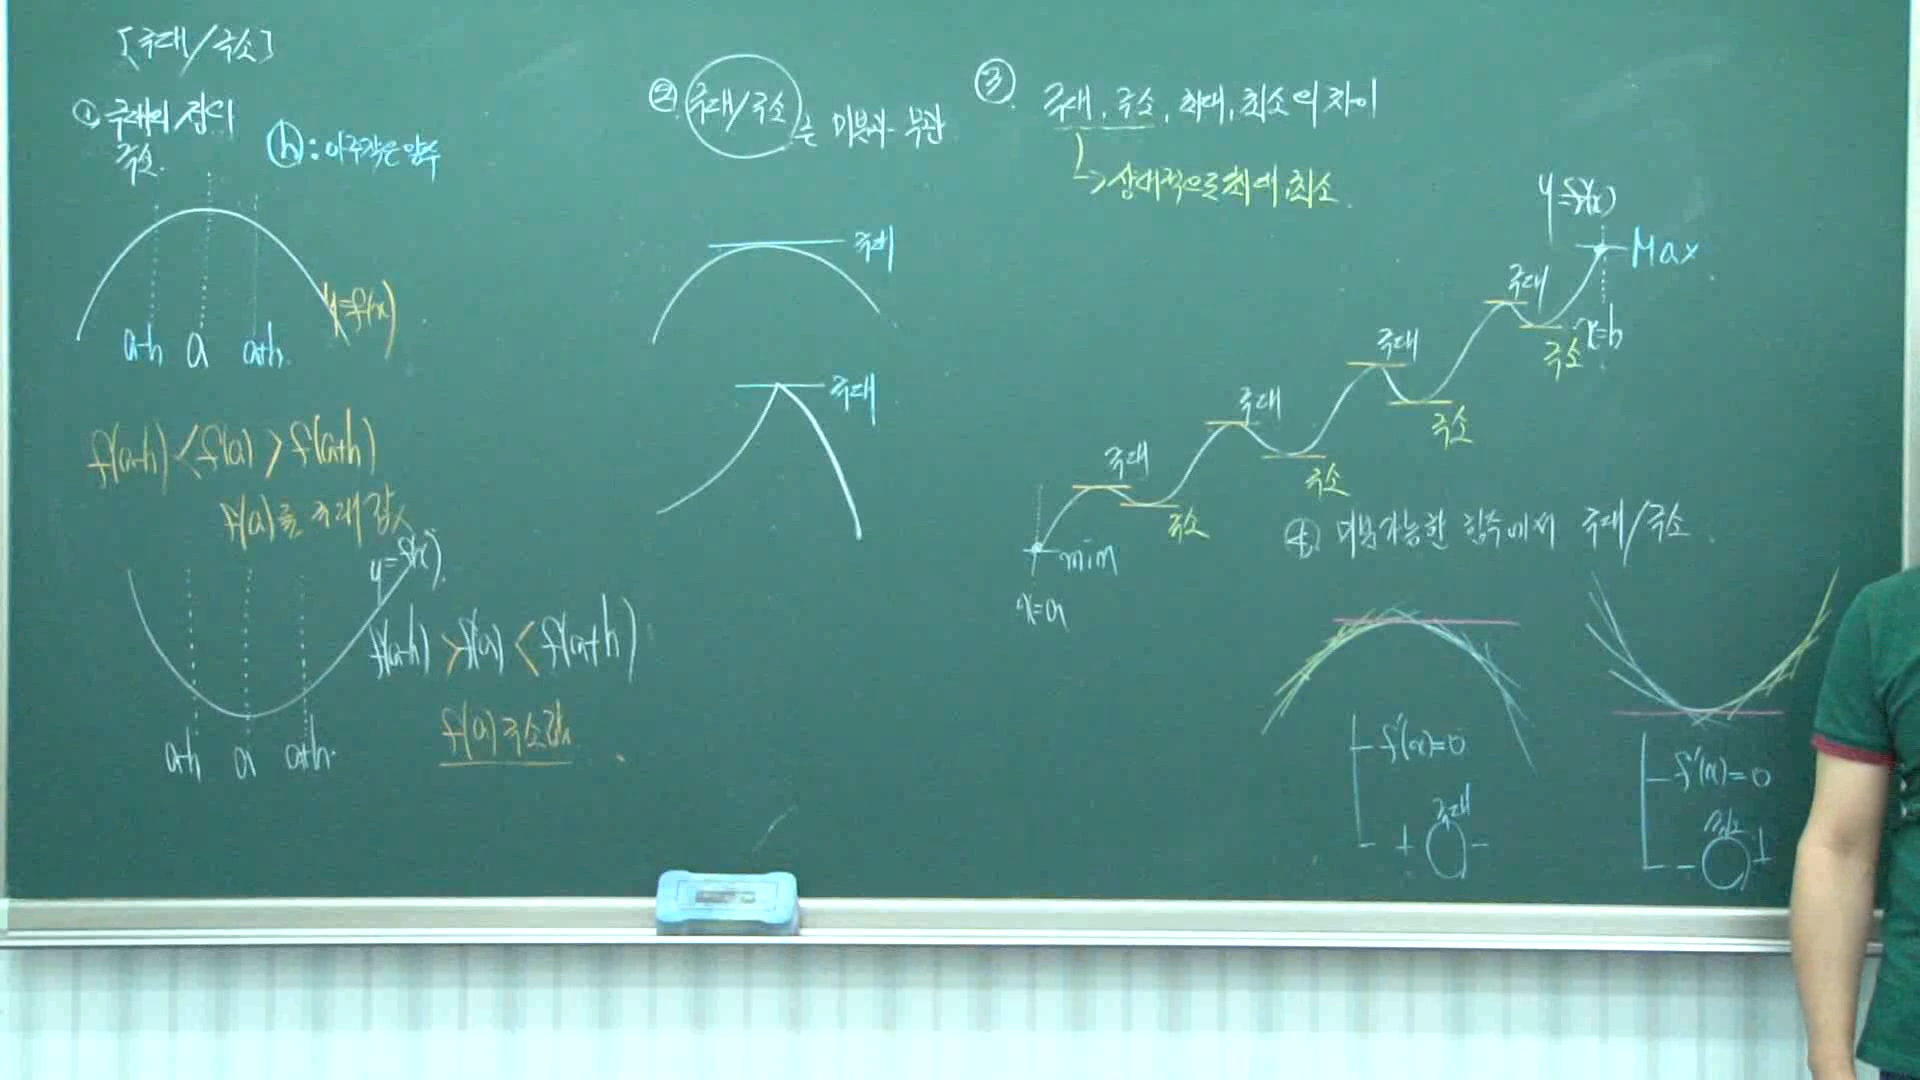 [극대/극소]
① 극대의 정의
극소.
ⓗ: 아주작은 양수
y=f(x)
a-h a a+h.
f(a-h) < f(a) > f(a+h)
f(a)를 극대값
y=f(x)
f(a-h) > f(a) < f(a+h)
a-h a a+h.
f(a) 극소값
② 극대/극소는 미분과 무관
극대
극대
③ 극대, 극소, 최대, 최소의 차이
→ 상대적으로 최대, 최소.
y=f(x)
Max
극대
x=b
극소
극대
극소
극대
극소
극대
극소
min
x=a
④ 미분가능한 함수에서 극대/극소.
f'(a)=0
극대
+ -
f'(a)=0
극소
- +